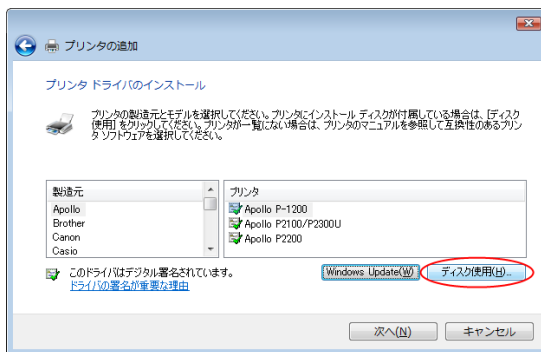 プリンタの追加
プリンタ ドライバのインストール
プリンタの製造元とモデルを選択してください。プリンタにインストール ディスクが付属している場合は、[ディスク
使用] をクリックしてください。プリンタが一覧にない場合は、プリンタのマニュアルを参照して互換性のあるプリン
タ ソフトウェアを選択してください。
製造元
Apollo
Brother
Canon
Casio
プリンタ
Apollo P-1200
Apollo P2100/P2300U
Apollo P2200
このドライバはデジタル署名されています。
ドライバの署名が重要な理由
Windows Update(W)
ディスク使用(H)...
次へ(N)
キャンセル